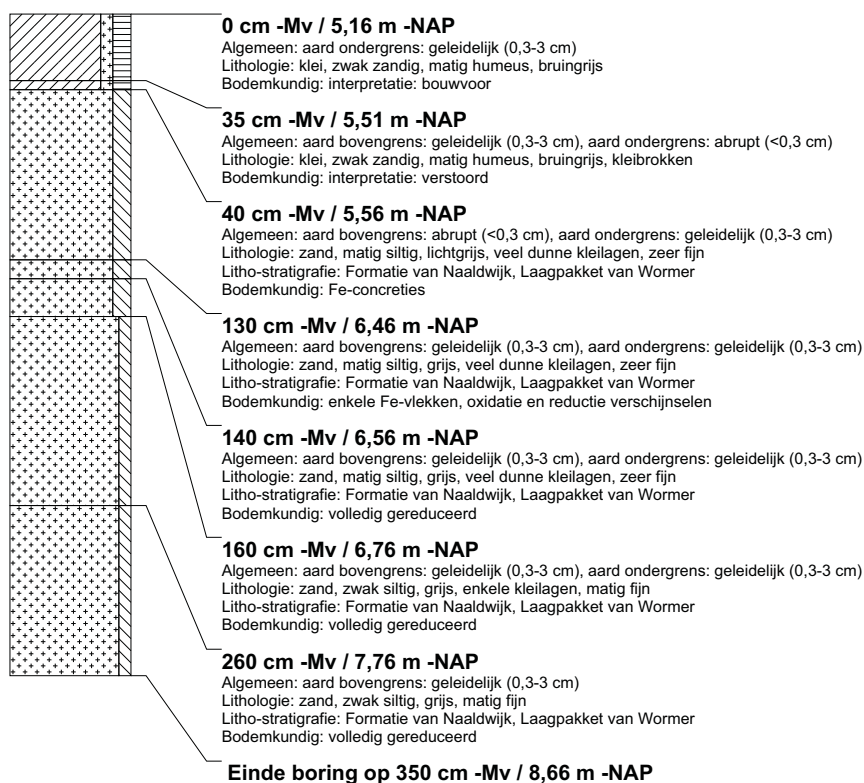 0 cm -Mv / 5,16 m -NAP
Algemeen: aard ondergrens: geleidelijk (0,3-3 cm)
Lithologie: klei, zwak zandig, matig humeus, bruingrijs
Bodemkundig: interpretatie: bouwvoor
35 cm -Mv / 5,51 m -NAP
Algemeen: aard bovengrens: geleidelijk (0,3-3 cm), aard ondergrens: abrupt (<0,3 cm)
Lithologie: klei, zwak zandig, matig humeus, bruingrijs, kleibrokken
Bodemkundig: interpretatie: verstoord
40 cm -Mv / 5,56 m -NAP
Algemeen: aard bovengrens: abrupt (<0,3 cm), aard ondergrens: geleidelijk (0,3-3 cm)
Lithologie: zand, matig siltig, lichtgrijs, veel dunne kleilagen, zeer fijn
Litho-stratigrafie: Formatie van Naaldwijk, Laagpakket van Wormer
Bodemkundig: Fe-concreties
130 cm -Mv / 6,46 m -NAP
Algemeen: aard bovengrens: geleidelijk (0,3-3 cm), aard ondergrens: geleidelijk (0,3-3 cm)
Lithologie: zand, matig siltig, grijs, veel dunne kleilagen, zeer fijn
Litho-stratigrafie: Formatie van Naaldwijk, Laagpakket van Wormer
Bodemkundig: enkele Fe-vlekken, oxidatie en reductie verschijnselen
140 cm -Mv / 6,56 m -NAP
Algemeen: aard bovengrens: geleidelijk (0,3-3 cm), aard ondergrens: geleidelijk (0,3-3 cm)
Lithologie: zand, matig siltig, grijs, veel dunne kleilagen, zeer fijn
Litho-stratigrafie: Formatie van Naaldwijk, Laagpakket van Wormer
Bodemkundig: volledig gereduceerd
160 cm -Mv / 6,76 m -NAP
Algemeen: aard bovengrens: geleidelijk (0,3-3 cm), aard ondergrens: geleidelijk (0,3-3 cm)
Lithologie: zand, zwak siltig, grijs, enkele kleilagen, matig fijn
Litho-stratigrafie: Formatie van Naaldwijk, Laagpakket van Wormer
Bodemkundig: volledig gereduceerd
260 cm -Mv / 7,76 m -NAP
Algemeen: aard bovengrens: geleidelijk (0,3-3 cm)
Lithologie: zand, zwak siltig, grijs, matig fijn
Litho-stratigrafie: Formatie van Naaldwijk, Laagpakket van Wormer
Bodemkundig: volledig gereduceerd
Einde boring op 350 cm -Mv / 8,66 m -NAP